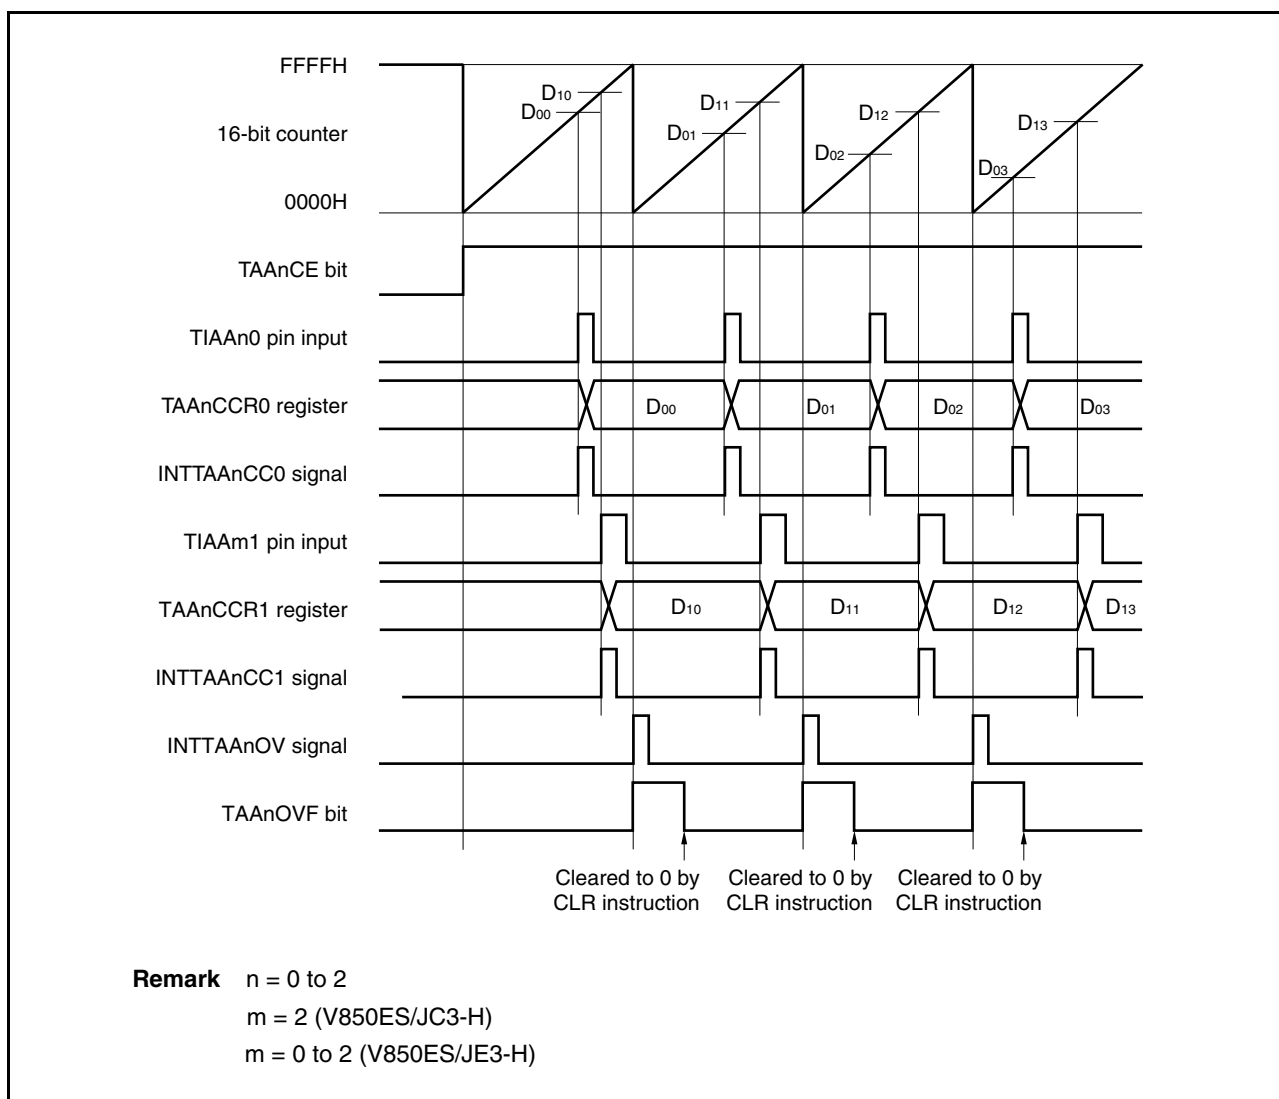 FFFFH
D10
D11
D00
D12
D13
16-bit counter
D01
D02
D03
0000H
TAAnCE bit
TIAAn0 pin input
TAAnCCR0 register
D00
D01
D02
D03
INTTAAnCC0 signal
TIAAm1 pin input
TAAnCCR1 register
D10
D11
D12
D13
INTTAAnCC1 signal
INTTAAnOV signal
TAAnOVF bit
Cleared to 0 by
CLR instruction
Cleared to 0 by
CLR instruction
Cleared to 0 by
CLR instruction
Remark n = 0 to 2
m = 2 (V850ES/JC3-H)
m = 0 to 2 (V850ES/JE3-H)